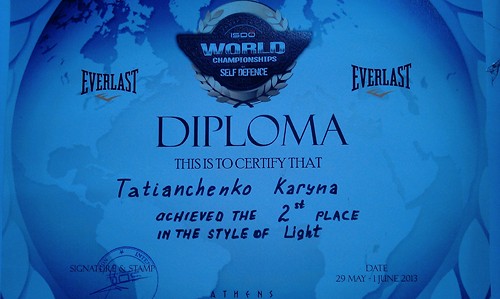 ISDO
WORLD
CHAMPIONSHIPS
SELF DEFENCE
EVERLAST
EVERLAST
DIPLOMA
THIS IS TO CERTIFY THAT
Tatianchenko Karyna
ACHIEVED THE 2st PLACE
IN THE STYLE OF Light
SIGNATURE & STAMP
DATE
29 MAY - 1 JUNE 2013
ATHENS